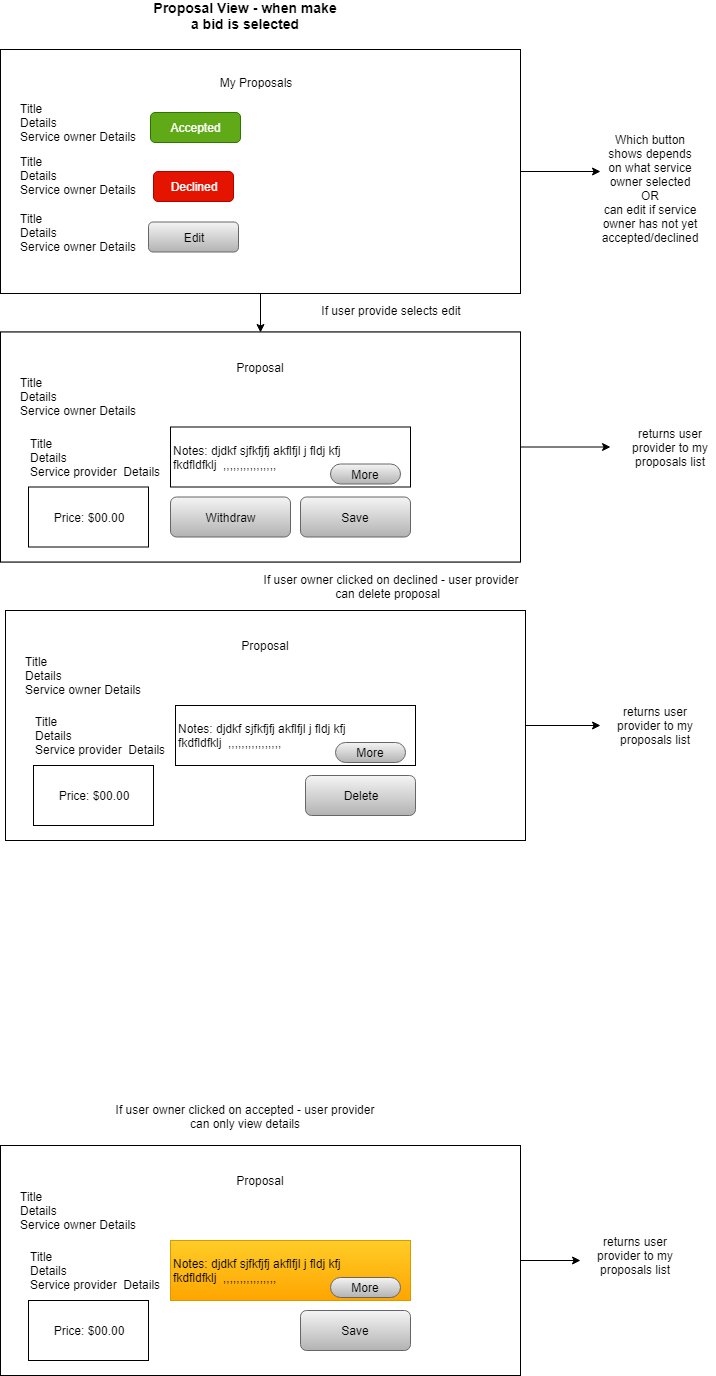 Proposal View - when make
a bid is selected
My Proposals
Title
Details
Service owner Details
Accepted
Title
Details
Service owner Details
Declined
Title
Details
Service owner Details
Edit
Which button
shows depends
on what service
owner selected
OR
can edit if service
owner has not yet
accepted/declined
If user provide selects edit
Proposal
Title
Details
Service owner Details
Title
Details
Service provider  Details
Notes: djdkf sjfkfjfj akflfjl j fldj kfj
fkdfldfklj  ,,,,,,,,,,,,,,,,
More
Price: $00.00
Withdraw
Save
returns user
provider to my
proposals list
If user owner clicked on declined - user provider
can delete proposal
Proposal
Title
Details
Service owner Details
Title
Details
Service provider  Details
Notes: djdkf sjfkfjfj akflfjl j fldj kfj
fkdfldfklj  ,,,,,,,,,,,,,,,,
More
Price: $00.00
Delete
returns user
provider to my
proposals list
If user owner clicked on accepted - user provider
can only view details
Proposal
Title
Details
Service owner Details
Title
Details
Service provider  Details
Notes: djdkf sjfkfjfj akflfjl j fldj kfj
fkdfldfklj  ,,,,,,,,,,,,,,,,
More
Price: $00.00
Save
returns user
provider to my
proposals list